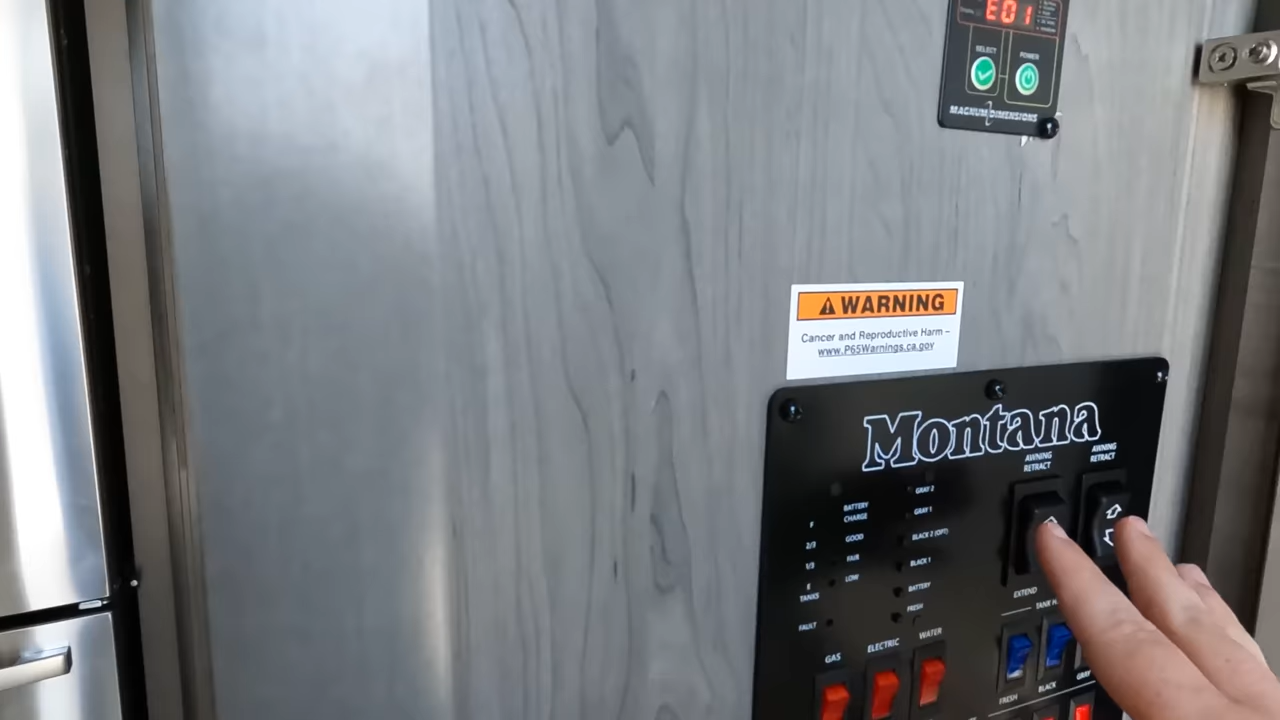 E01
SELECT
POWER
MAGNUM DIMENSIONS
WARNING
Cancer and Reproductive Harm –
www.P65Warnings.ca.gov
Montana
AWNING
RETRACT
AWNING
RETRACT
BATTERY
CHARGE
GOOD
FAIR
LOW
F
2/3
1/3
E
TANKS
FAULT
GRAY 2
GRAY 1
BLACK 2 (OPT)
BLACK 1
BATTERY
FRESH
EXTEND
TANK
GAS
ELECTRIC
WATER
FRESH
BLACK
GRAY